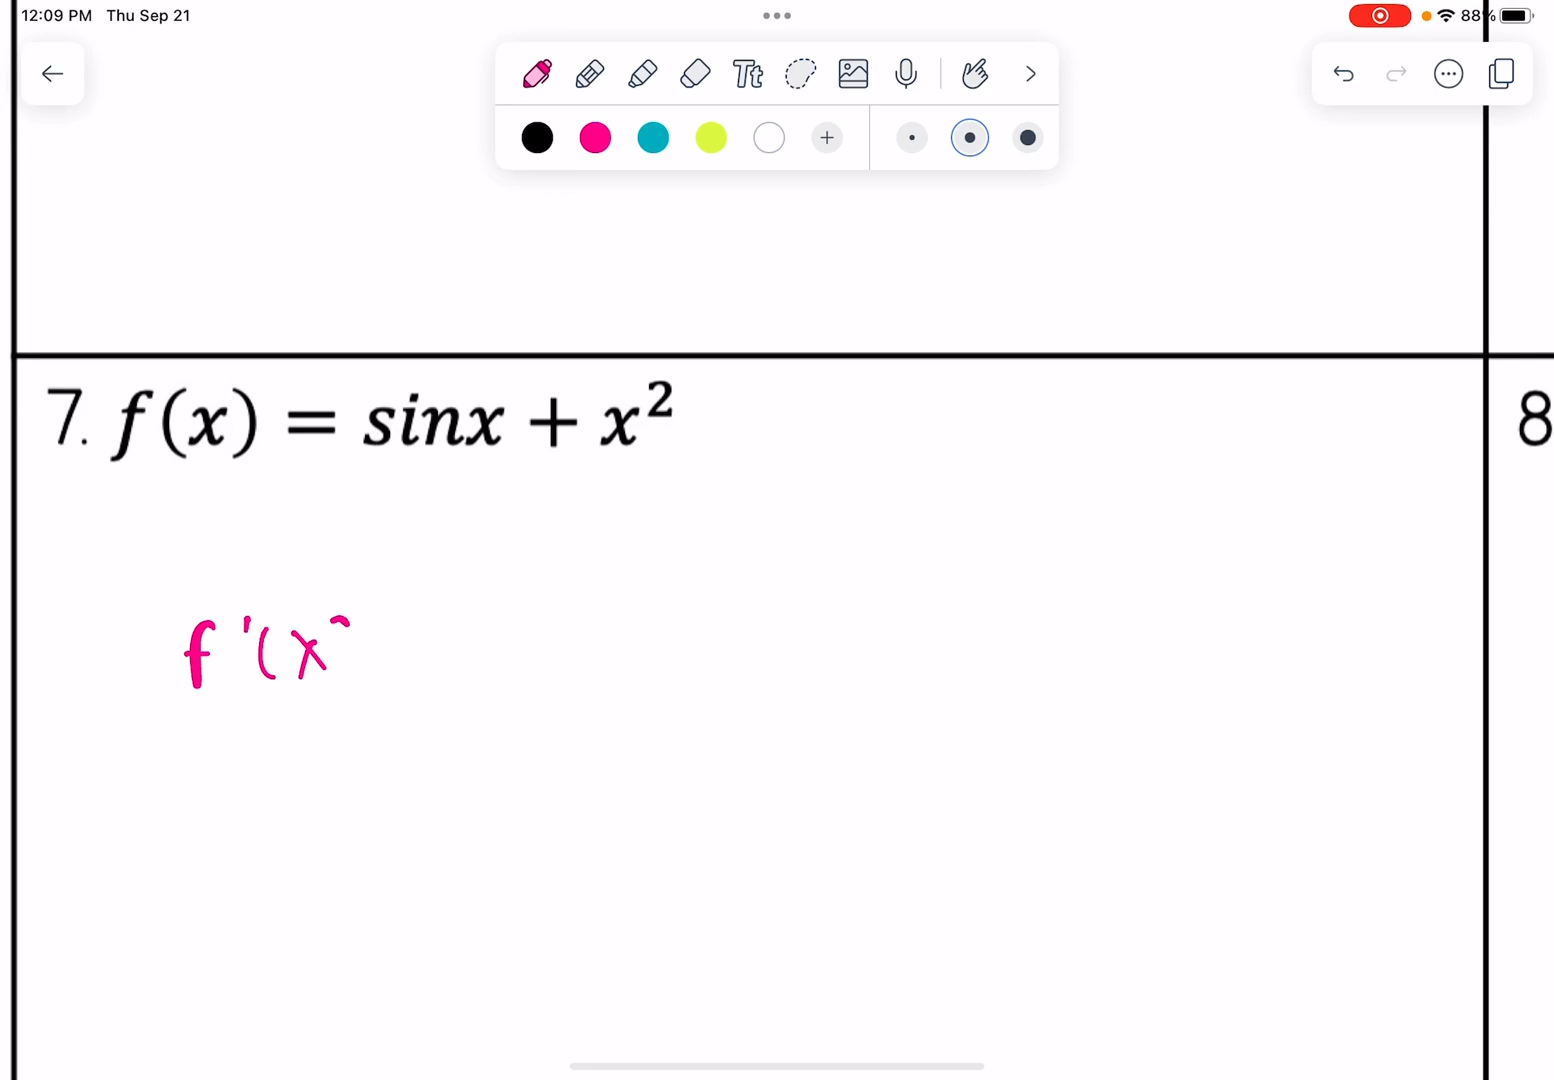 12:09 PM Thu Sep 21
88%
Tt
7. f(x) = sinx + x²
8
f'(x